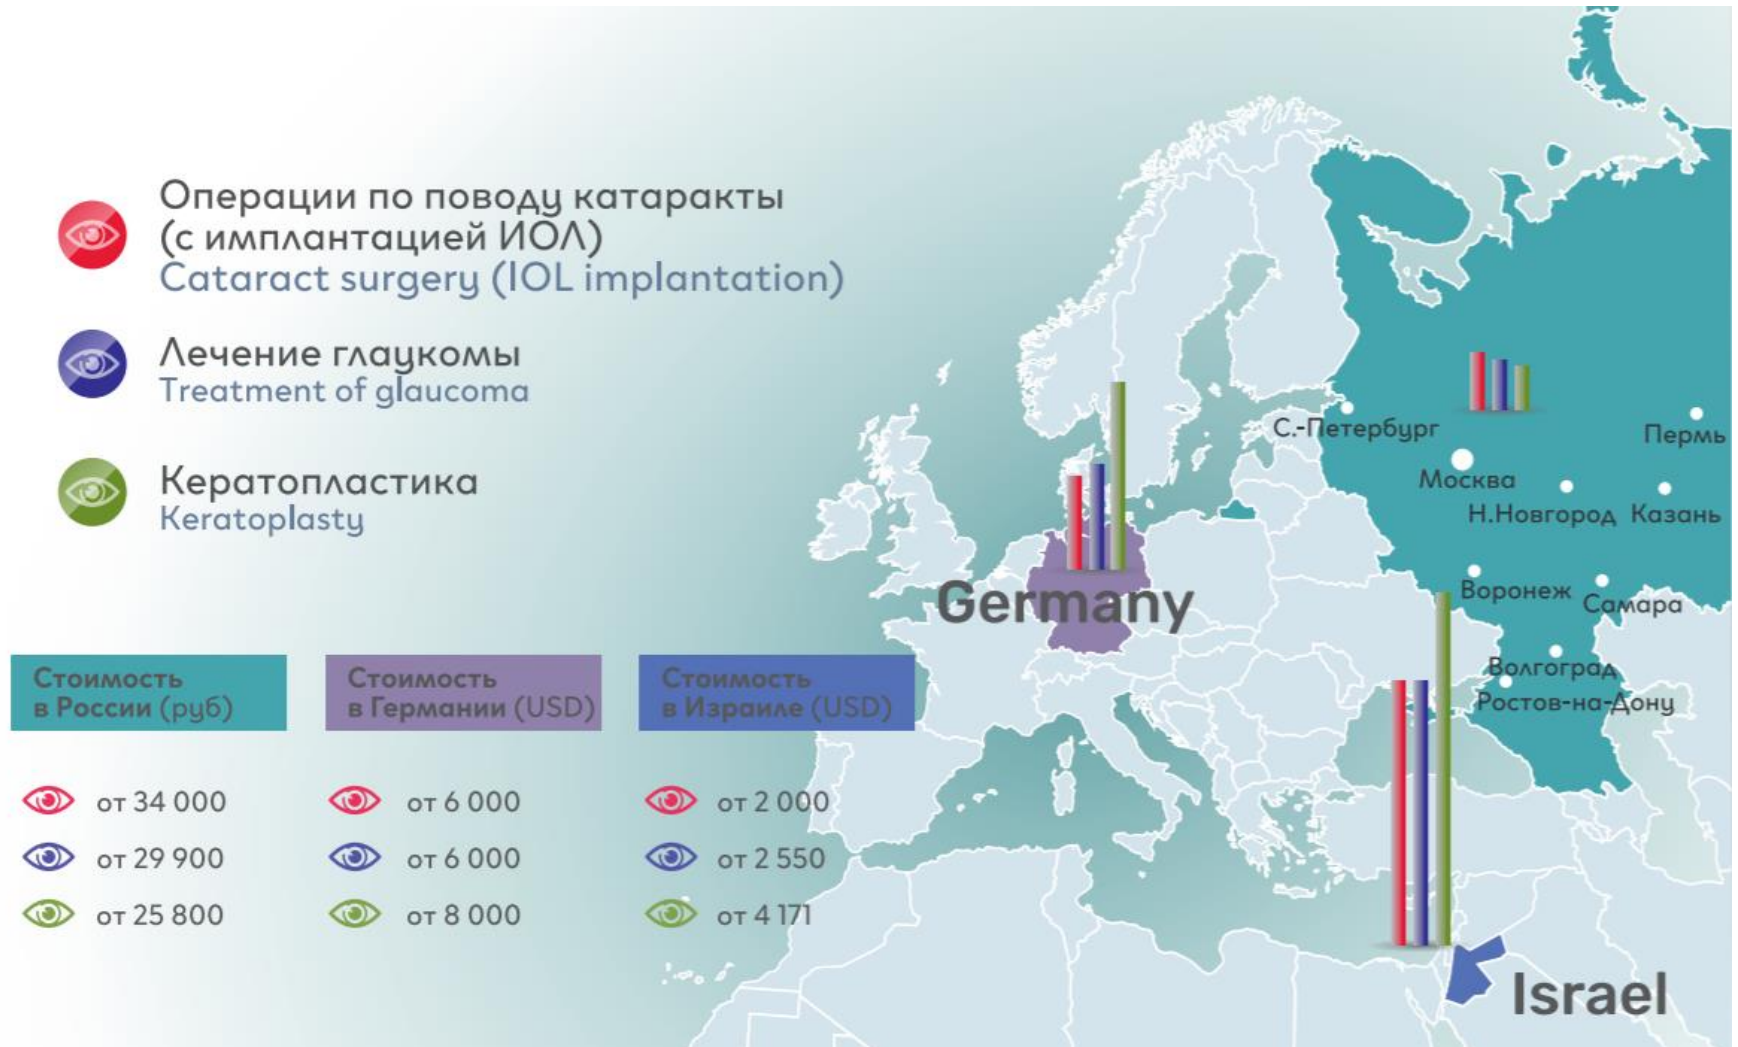 Операции по поводу катаракты
(с имплантацией ИОЛ)
Cataract surgery (IOL implantation)
Лечение глаукомы
Treatment of glaucoma
Кератопластика
Keratoplasty
С.-Петербург
Пермь
Москва
Н.Новгород
Казань
Воронеж
Самара
Волгоград
Ростов-на-Дону
Germany
Israel
Стоимость
в России (руб)
от 34 000
от 29 900
от 25 800
Стоимость
в Германии (USD)
от 6 000
от 6 000
от 8 000
Стоимость
в Израиле (USD)
от 2 000
от 2 550
от 4 171